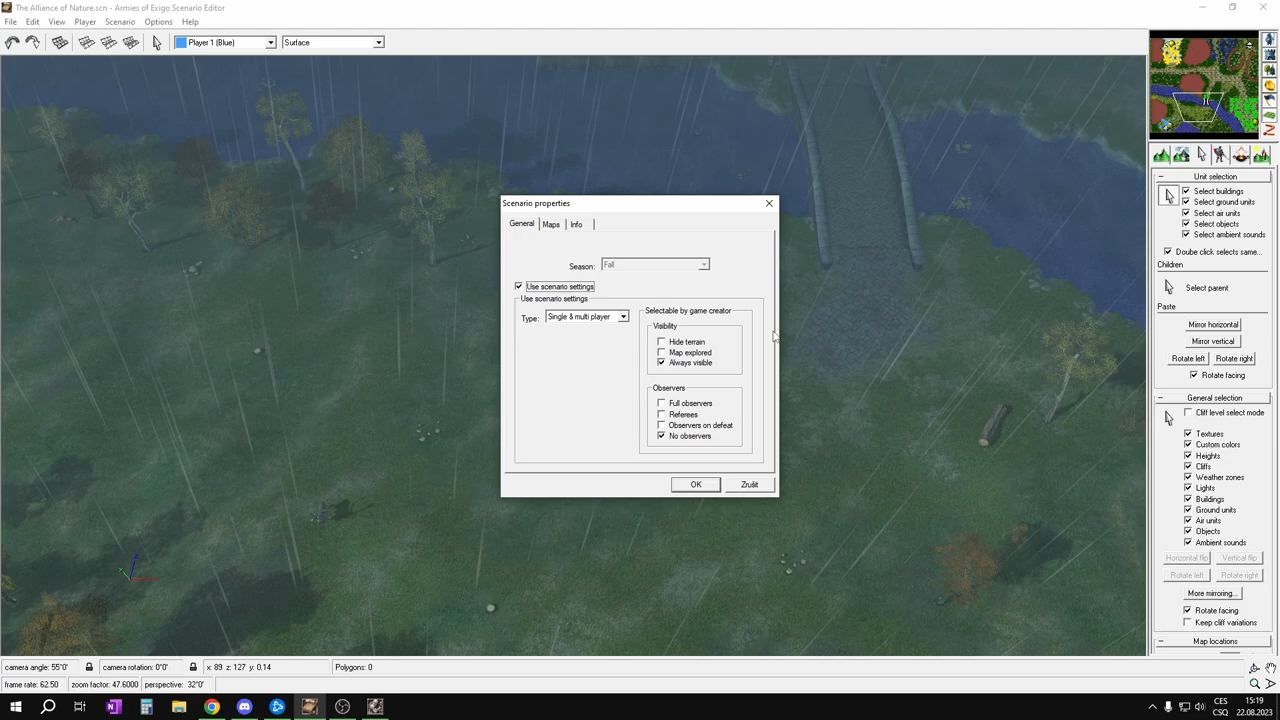 The Alliance of Nature.scn - Armies of Exigo Scenario Editor
File Edit View Player Scenario Options Help
Player 1 (Blue) Surface
Scenario properties
General Maps Info
Season: Fall
Use scenario settings
Use scenario settings
Type: Single & multi player
Selectable by game creator
Visibility
Hide terrain
Map explored
Always visible
Observers
Full observers
Referees
Observers on defeat
No observers
OK Zrušit
Unit selection
Select buildings
Select ground units
Select air units
Select objects
Select ambient sounds
Doube click selects same...
Children
Select parent
Paste
Mirror horizontal
Mirror vertical
Rotate left Rotate right
Rotate facing
General selection
Cliff level select mode
Textures
Custom colors
Heights
Cliffs
Weather zones
Lights
Buildings
Ground units
Air units
Objects
Ambient sounds
Horizontal flip Vertical flip
Rotate left Rotate right
More mirroring...
Rotate facing
Keep cliff variations
Map locations
camera angle: 55°0' camera rotation: 0°0' x: 89 z: 127 y: 0.14 Polygons: 0
frame rate: 62.50 zoom factor: 47.6000 perspective: 32°0'
CES 15:19
CSQ 22.08.2023